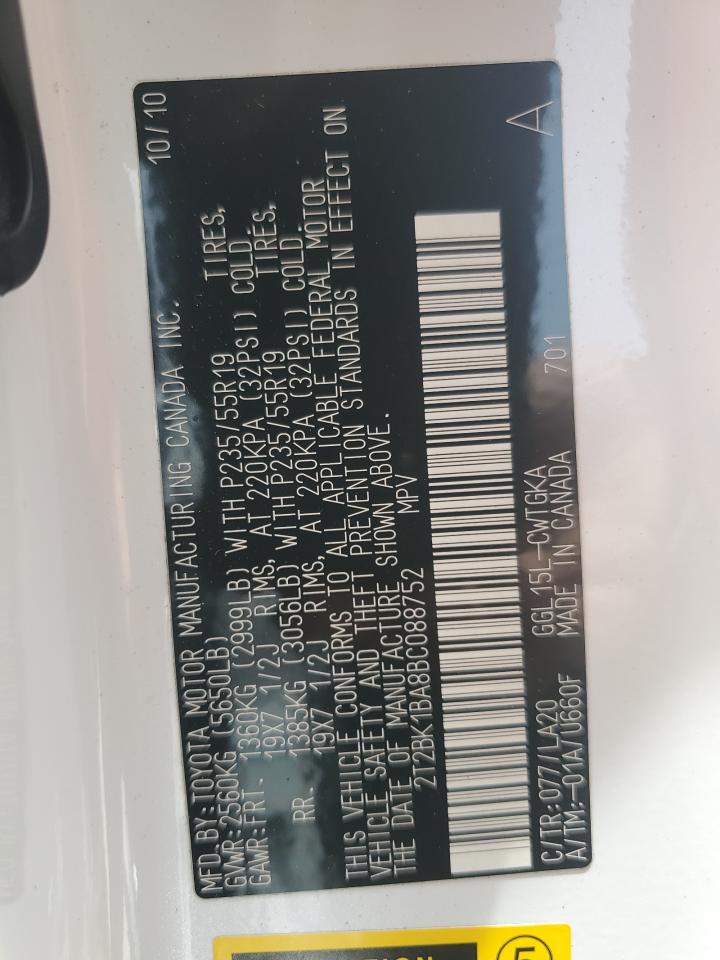 MFD. BY: TOYOTA MOTOR MANUFACTURING CANADA INC. 10/10
GVWR: 2560KG (5650LB)
GAWR: FRT. 1360KG (2999LB) WITH P235/55R19 TIRES,
19X7 1/2J RIMS, AT 220KPA (32PSI) COLD.
RR. 1385KG (3056LB) WITH P235/55R19 TIRES,
19X7 1/2J RIMS, AT 220KPA (32PSI) COLD.
THIS VEHICLE CONFORMS TO ALL APPLICABLE FEDERAL MOTOR
VEHICLE SAFETY AND THEFT PREVENTION STANDARDS IN EFFECT ON
THE DATE OF MANUFACTURE SHOWN ABOVE.
2T2BK1BA8BC088752 MPV
A
C/TR: 077/LA20 GGL15L-CWTGKA 701
A/TM: -01A/U660F MADE IN CANADA